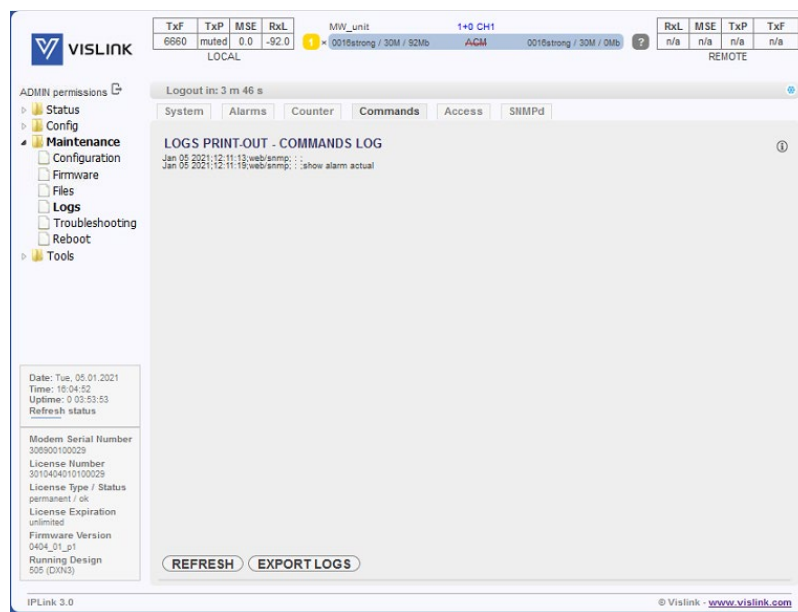 VISLINK
TxF TxP MSE RxL
6660 muted 0.0 -92.0
LOCAL
MW_unit 1+0 CH1
1 × 0016strong / 30M / 92Mb ACM 0016strong / 30M / 0Mb ?
RxL MSE TxP TxF
n/a n/a n/a n/a
REMOTE
ADMIN permissions
Status
Config
Maintenance
Configuration
Firmware
Files
Logs
Troubleshooting
Reboot
Tools
Logout in: 3 m 46 s
System Alarms Counter Commands Access SNMPd
LOGS PRINT-OUT - COMMANDS LOG
Jan 05 2021;12:11:13;web/snmp; : ;
Jan 05 2021;12:11:19;web/snmp; : ;show alarm actual
Date: Tue, 05.01.2021
Time: 16:04:52
Uptime: 0 03:53:53
Refresh status
Modem Serial Number
306900100029
License Number
3010404010100029
License Type / Status
permanent / ok
License Expiration
unlimited
Firmware Version
0404_01_p1
Running Design
505 (DXN3)
REFRESH EXPORT LOGS
IPLink 3.0
© Vislink - www.vislink.com